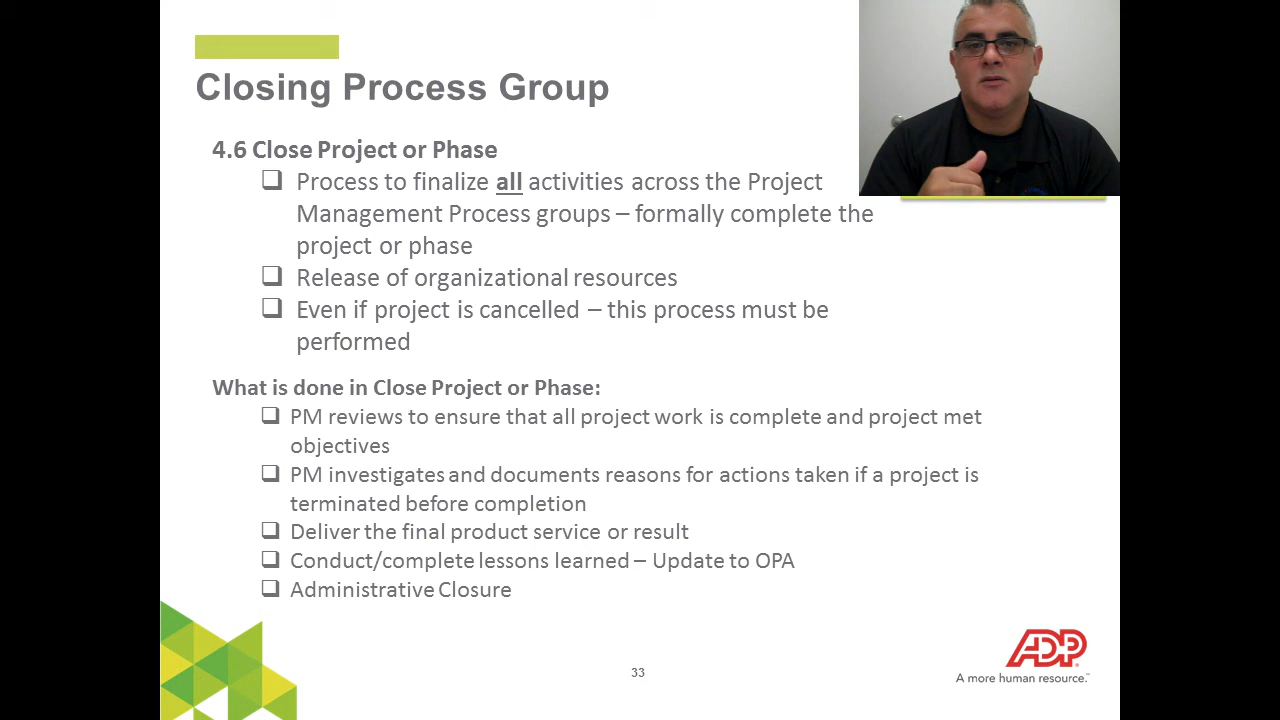 Closing Process Group
4.6 Close Project or Phase
❑ Process to finalize all activities across the Project
Management Process groups – formally complete the
project or phase
❑ Release of organizational resources
❑ Even if project is cancelled – this process must be
performed
What is done in Close Project or Phase:
❑ PM reviews to ensure that all project work is complete and project met
objectives
❑ PM investigates and documents reasons for actions taken if a project is
terminated before completion
❑ Deliver the final product service or result
❑ Conduct/complete lessons learned – Update to OPA
❑ Administrative Closure
33
ADP
A more human resource.™